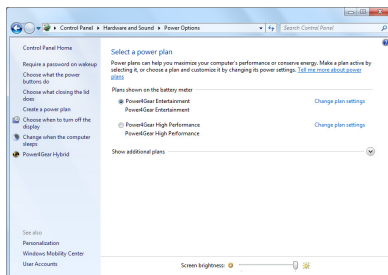 Control Panel ▸ Hardware and Sound ▸ Power Options
Search Control Panel
Control Panel Home
Require a password on wakeup
Choose what the power
buttons do
Choose what closing the lid
does
Create a power plan
Choose when to turn off the
display
Change when the computer
sleeps
Power4Gear Hybrid
See also
Personalization
Windows Mobility Center
User Accounts
Select a power plan
Power plans can help you maximize your computer's performance or conserve energy. Make a plan active by
selecting it, or choose a plan and customize it by changing its power settings. Tell me more about power
plans
Plans shown on the battery meter
Power4Gear Entertainment Change plan settings
Power4Gear Entertainment
Power4Gear High Performance Change plan settings
Power4Gear High Performance
Show additional plans
Screen brightness: